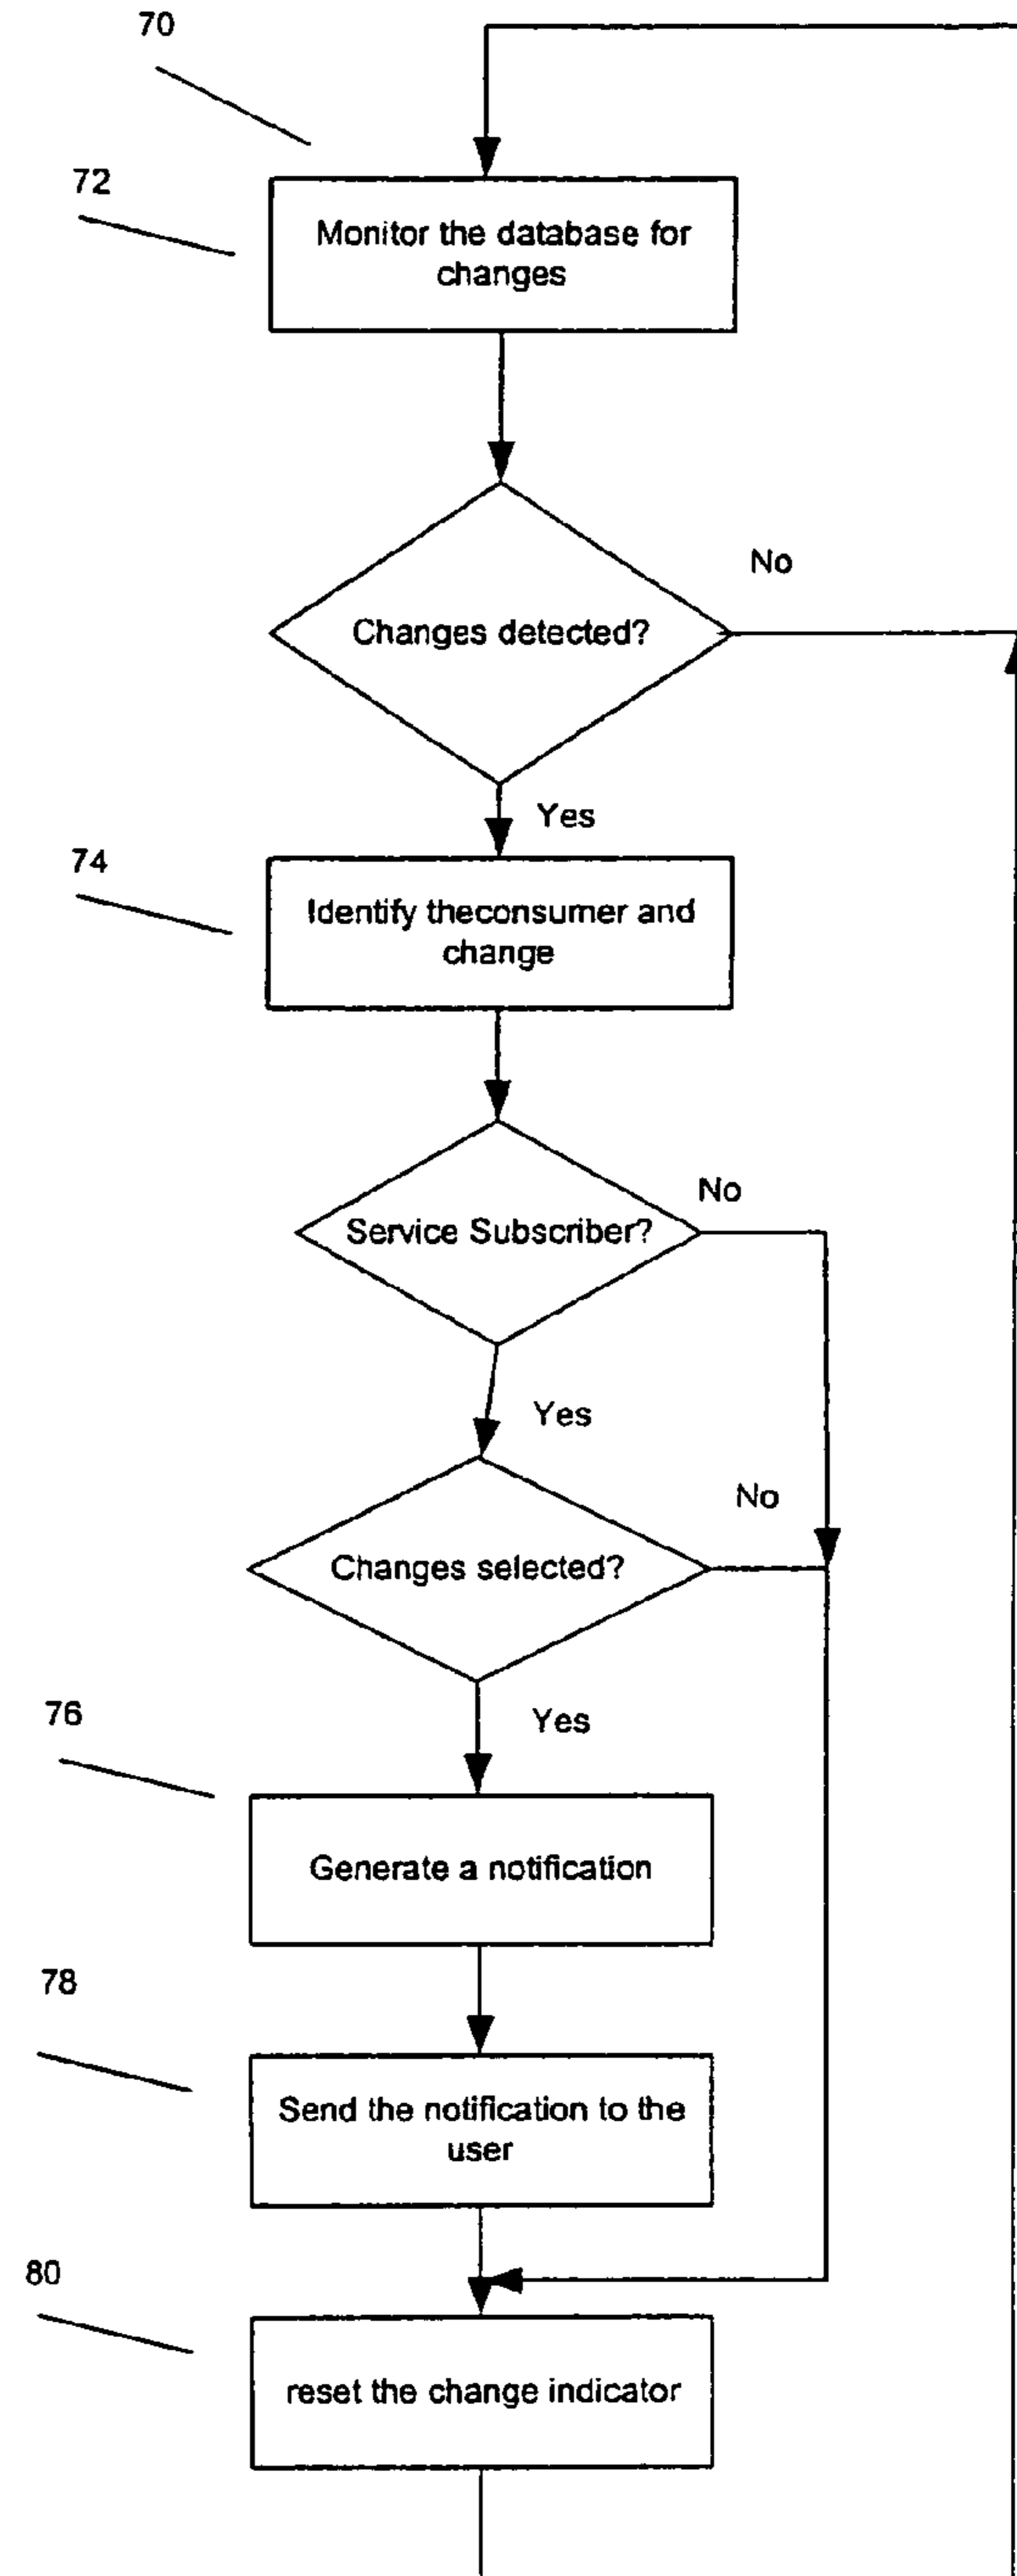 70
72
Monitor the database for
changes
No
Changes detected?
Yes
74
Identify theconsumer and
change
No
Service Subscriber?
Yes
No
Changes selected?
76
Yes
Generate a notification
78
Send the notification to the
user
80
reset the change indicator